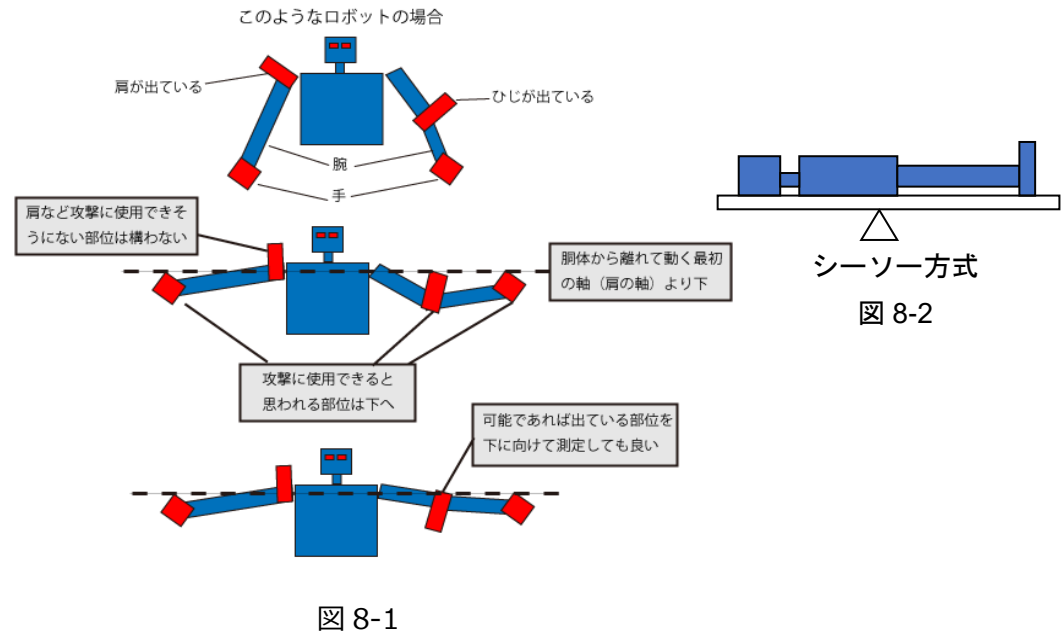 このようなロボットの場合
肩が出ている
ひじが出ている
腕
手
肩など攻撃に使用できそ
うにない部位は構わない
胴体から離れて動く最初
の軸（肩の軸）より下
攻撃に使用できると
思われる部位は下へ
可能であれば出ている部位を
下に向けて測定しても良い
図 8-1
シーソー方式
図 8-2